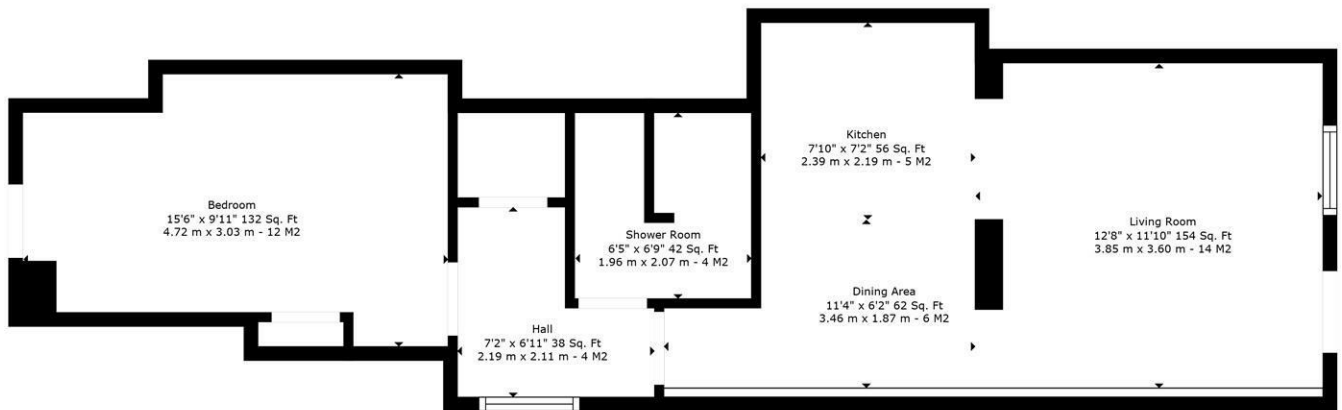 Bedroom
15'6" x 9'11" 132 Sq. Ft
4.72 m x 3.03 m - 12 M2
Hall
7'2" x 6'11" 38 Sq. Ft
2.19 m x 2.11 m - 4 M2
Shower Room
6'5" x 6'9" 42 Sq. Ft
1.96 m x 2.07 m - 4 M2
Kitchen
7'10" x 7'2" 56 Sq. Ft
2.39 m x 2.19 m - 5 M2
Dining Area
11'4" x 6'2" 62 Sq. Ft
3.46 m x 1.87 m - 6 M2
Living Room
12'8" x 11'10" 154 Sq. Ft
3.85 m x 3.60 m - 14 M2